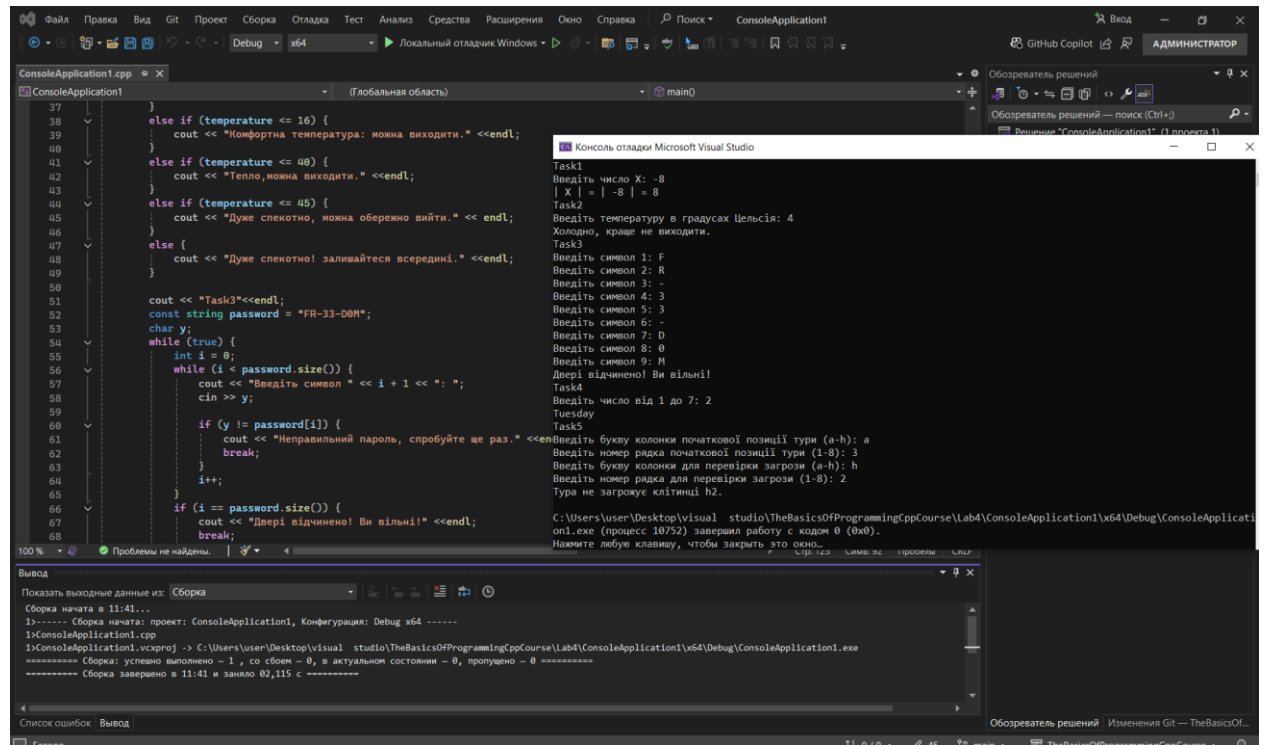 Файл Правка Вид Git Проект Сборка Отладка Тест Анализ Средства Расширения Окно Справка Поиск ConsoleApplication1 Вход
Debug x64 Локальный отладчик Windows GitHub Copilot АДМИНИСТРАТОР
ConsoleApplication1.cpp
Обозреватель решений
ConsoleApplication1 (Глобальная область) main()
Обозреватель решений — поиск (Ctrl+;)
Решение "ConsoleApplication1" (1 проекта 1)
37 }
38 else if (temperature <= 16) {
39 cout << "Комфортна температура: можна виходити." <<endl;
40 }
41 else if (temperature <= 40) {
42 cout << "Тепло,можна виходити." <<endl;
43 }
44 else if (temperature <= 45) {
45 cout << "Дуже спекотно, можна обережно вийти." << endl;
46 }
47 else {
48 cout << "Дуже спекотно! залишайтеся всередині." <<endl;
49 }
50
51 cout << "Task3"<<endl;
52 const string password = "FR-33-D0M";
53 char y;
54 while (true) {
55 int i = 0;
56 while (i < password.size()) {
57 cout << "Введіть символ " << i + 1 << ": ";
58 cin >> y;
59
60 if (y != password[i]) {
61 cout << "Неправильний пароль, спробуйте ще раз." <<en
62 break;
63 }
64 i++;
65 }
66 if (i == password.size()) {
67 cout << "Двері відчинено! Ви вільні!" <<endl;
68 break;
100 % Проблемы не найдены.
Стр: 123 Симв: 92 Пробелы CRLF
Консоль отладки Microsoft Visual Studio
Task1
Введіть число X: -8
| X | = | -8 | = 8
Task2
Введіть температуру в градусах Цельсія: 4
Холодно, краще не виходити.
Task3
Введіть символ 1: F
Введіть символ 2: R
Введіть символ 3: -
Введіть символ 4: 3
Введіть символ 5: 3
Введіть символ 6: -
Введіть символ 7: D
Введіть символ 8: 0
Введіть символ 9: M
Двері відчинено! Ви вільні!
Task4
Введіть число від 1 до 7: 2
Tuesday
Task5
Введіть букву колонки початкової позиції тури (a-h): a
Введіть номер рядка початкової позиції тури (1-8): 3
Введіть букву колонки для перевірки загрози (a-h): h
Введіть номер рядка для перевірки загрози (1-8): 2
Тура не загрожує клітинці h2.
C:\Users\user\Desktop\visual studio\TheBasicsOfProgrammingCppCourse\Lab4\ConsoleApplication1\x64\Debug\ConsoleApplicati
on1.exe (процесс 10752) завершил работу с кодом 0 (0x0).
Нажмите любую клавишу, чтобы закрыть это окно…
Вывод
Показать выходные данные из: Сборка
Сборка начата в 11:41...
1>------ Сборка начата: проект: ConsoleApplication1, Конфигурация: Debug x64 ------
1>ConsoleApplication1.cpp
1>ConsoleApplication1.vcxproj -> C:\Users\user\Desktop\visual studio\TheBasicsOfProgrammingCppCourse\Lab4\ConsoleApplication1\x64\Debug\ConsoleApplication1.exe
========== Сборка: успешно выполнено — 1 , со сбоем — 0, в актуальном состоянии — 0, пропущено — 0 ==========
========== Сборка завершено в 11:41 и заняло 02,115 с ==========
Список ошибок Вывод
Обозреватель решений Изменения Git — TheBasicsOf...
Готово 0 / 0 45 main TheBasicsOfProgrammingCppCourse